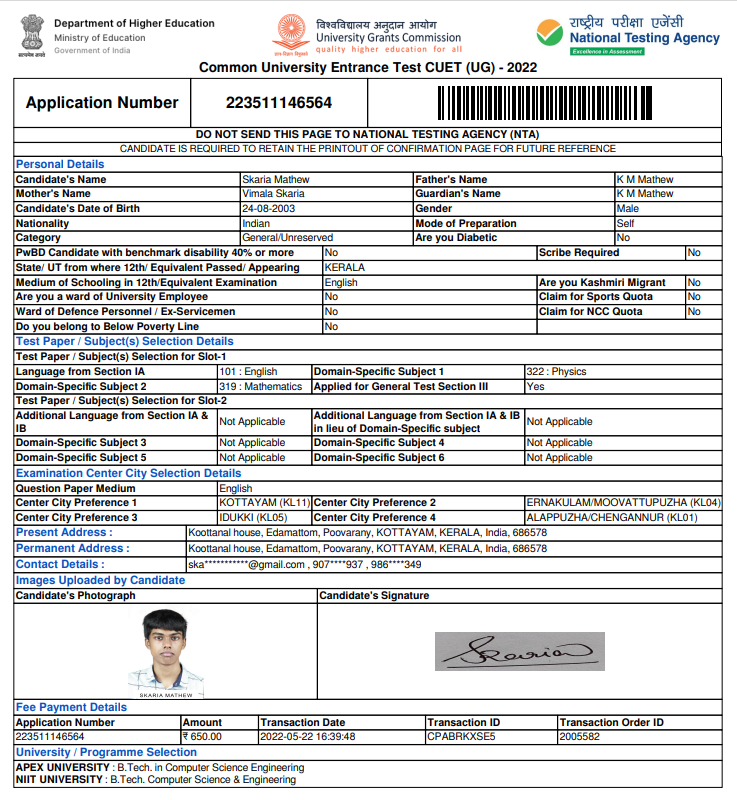 Department of Higher Education
Ministry of Education
Government of India
सत्यमेव जयते
विश्वविद्यालय अनुदान आयोग
University Grants Commission
quality higher education for all
राष्ट्रीय परीक्षा एजेंसी
National Testing Agency
Excellence in Assessment
Common University Entrance Test CUET (UG) - 2022
Application Number 223511146564
DO NOT SEND THIS PAGE TO NATIONAL TESTING AGENCY (NTA)
CANDIDATE IS REQUIRED TO RETAIN THE PRINTOUT OF CONFIRMATION PAGE FOR FUTURE REFERENCE
Personal Details
Candidate's Name Skaria Mathew Father's Name K M Mathew
Mother's Name Vimala Skaria Guardian's Name K M Mathew
Candidate's Date of Birth 24-08-2003 Gender Male
Nationality Indian Mode of Preparation Self
Category General/Unreserved Are you Diabetic No
PwBD Candidate with benchmark disability 40% or more No Scribe Required No
State/ UT from where 12th/ Equivalent Passed/ Appearing KERALA
Medium of Schooling in 12th/Equivalent Examination English Are you Kashmiri Migrant No
Are you a ward of University Employee No Claim for Sports Quota No
Ward of Defence Personnel / Ex-Servicemen No Claim for NCC Quota No
Do you belong to Below Poverty Line No
Test Paper / Subject(s) Selection Details
Test Paper / Subject(s) Selection for Slot-1
Language from Section IA 101 : English Domain-Specific Subject 1 322 : Physics
Domain-Specific Subject 2 319 : Mathematics Applied for General Test Section III Yes
Test Paper / Subject(s) Selection for Slot-2
Additional Language from Section IA & IB Not Applicable Additional Language from Section IA & IB in lieu of Domain-Specific subject Not Applicable
Domain-Specific Subject 3 Not Applicable Domain-Specific Subject 4 Not Applicable
Domain-Specific Subject 5 Not Applicable Domain-Specific Subject 6 Not Applicable
Examination Center City Selection Details
Question Paper Medium English
Center City Preference 1 KOTTAYAM (KL11) Center City Preference 2 ERNAKULAM/MOOVATTUPUZHA (KL04)
Center City Preference 3 IDUKKI (KL05) Center City Preference 4 ALAPPUZHA/CHENGANNUR (KL01)
Present Address : Koottanal house, Edamattom, Poovarany, KOTTAYAM, KERALA, India, 686578
Permanent Address : Koottanal house, Edamattom, Poovarany, KOTTAYAM, KERALA, India, 686578
Contact Details : ska***********@gmail.com , 907****937 , 986****349
Images Uploaded by Candidate
Candidate's Photograph Candidate's Signature
SKARIA MATHEW
Skaria
Fee Payment Details
Application Number Amount Transaction Date Transaction ID Transaction Order ID
223511146564 ₹ 650.00 2022-05-22 16:39:48 CPABRKXSE5 2005582
University / Programme Selection
APEX UNIVERSITY : B.Tech. in Computer Science Engineering
NIIT UNIVERSITY : B.Tech. Computer Science & Engineering